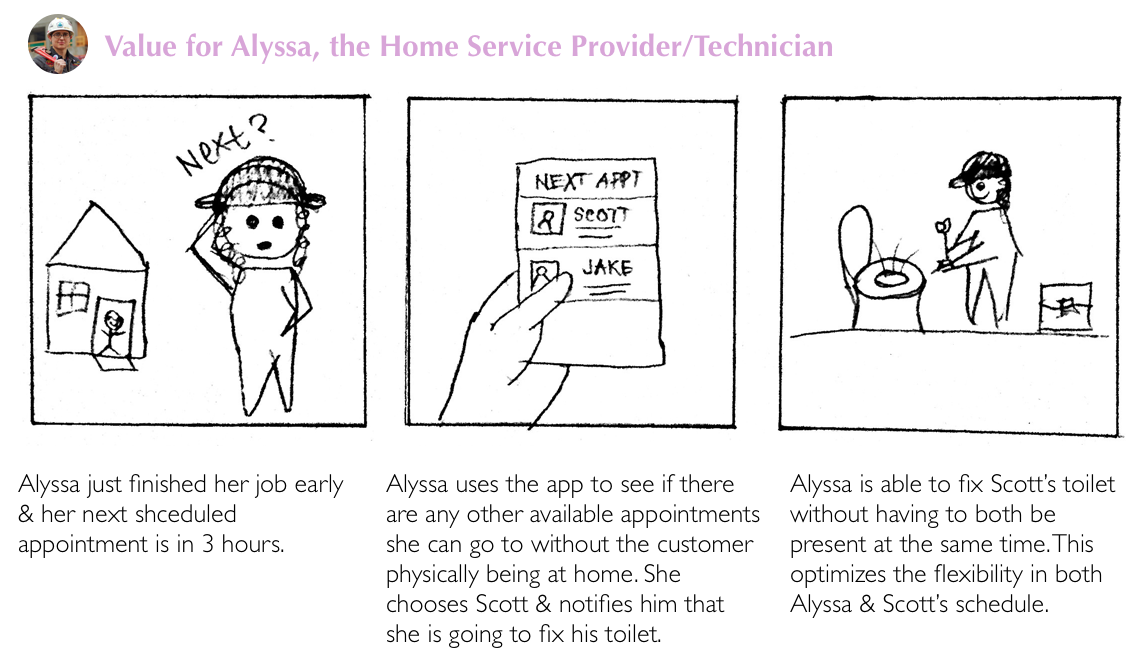 Value for Alyssa, the Home Service Provider/Technician
Next?
Alyssa just finished her job early
& her next shceduled
appointment is in 3 hours.
NEXT APPT
SCOTT
JAKE
Alyssa uses the app to see if there
are any other available appointments
she can go to without the customer
physically being at home. She
chooses Scott & notifies him that
she is going to fix his toilet.
Alyssa is able to fix Scott's toilet
without having to both be
present at the same time. This
optimizes the flexibility in both
Alyssa & Scott's schedule.